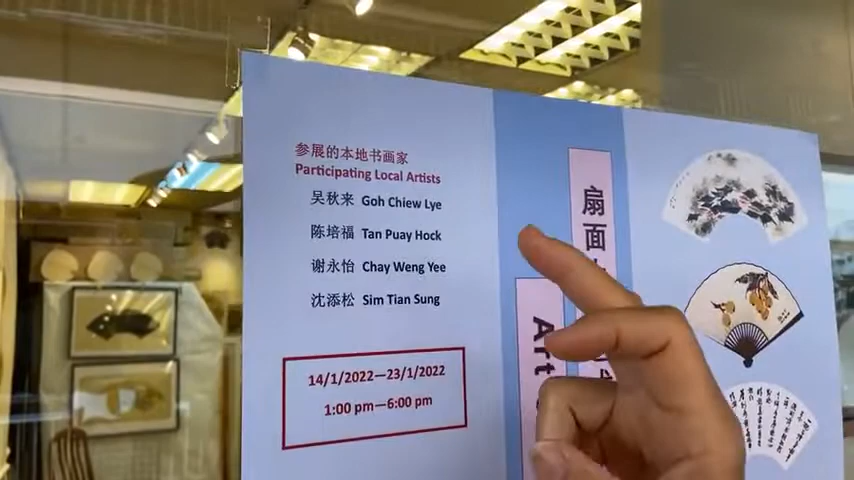 参展的本地书画家
Participating Local Artists
吴秋来 Goh Chiew Lye
陈培福 Tan Puay Hock
谢永怡 Chay Weng Yee
沈添松 Sim Tian Sung
14/1/2022—23/1/2022
1:00 pm—6:00 pm
扇面
Art